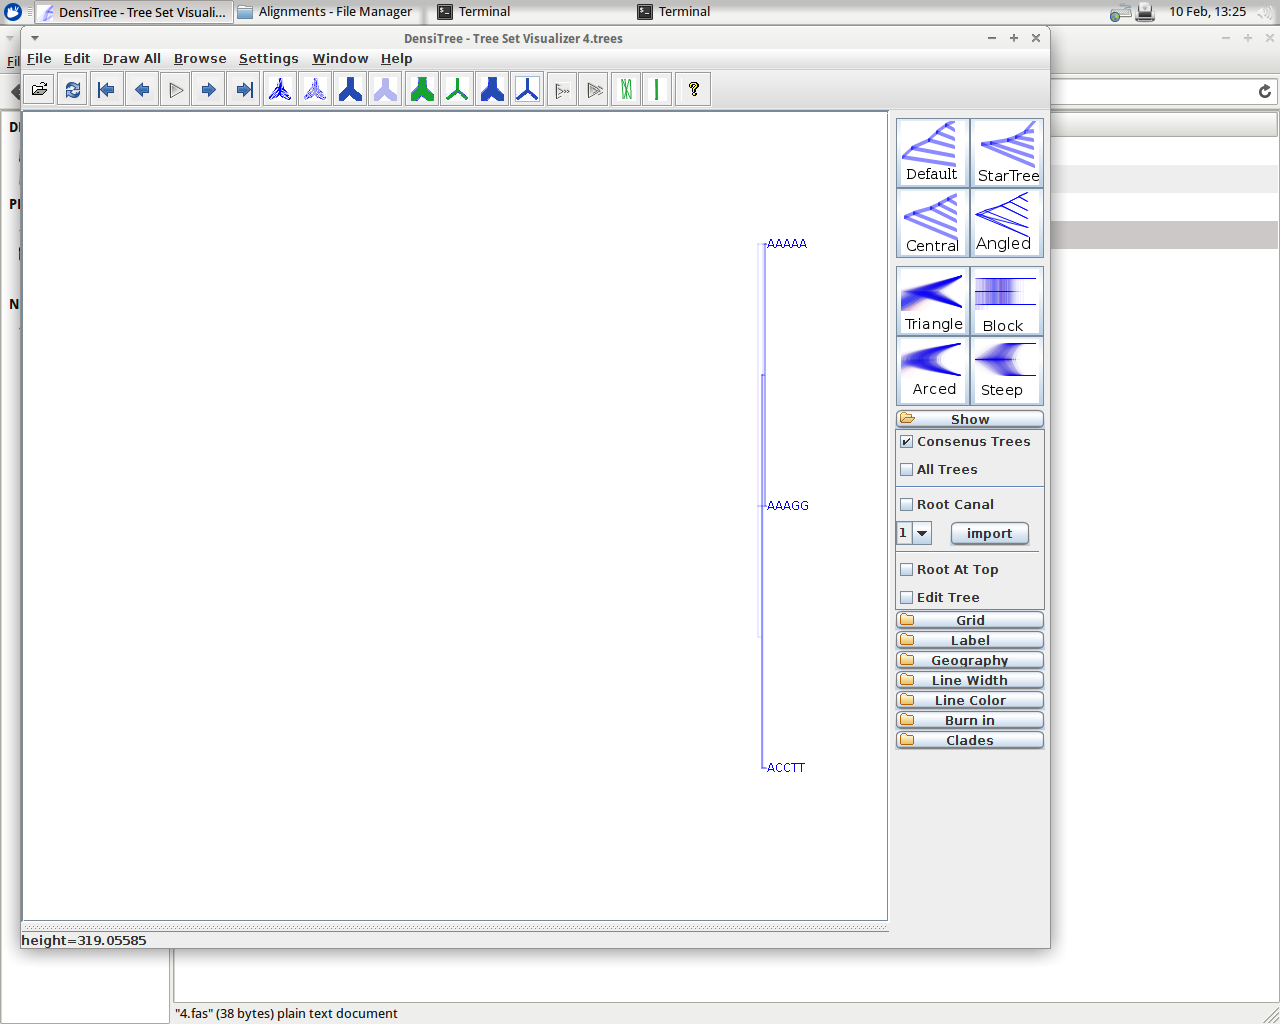 DensiTree - Tree Set Visuali...
Alignments - File Manager
Terminal
Terminal
10 Feb, 13:25
DensiTree - Tree Set Visualizer 4.trees
File Edit Draw All Browse Settings Window Help
?
AAAAA
AAAGG
ACCTT
Default
StarTree
Central
Angled
Triangle
Block
Arced
Steep
Show
Consenus Trees
All Trees
Root Canal
1
import
Root At Top
Edit Tree
Grid
Label
Geography
Line Width
Line Color
Burn in
Clades
height=319.05585
"4.fas" (38 bytes) plain text document